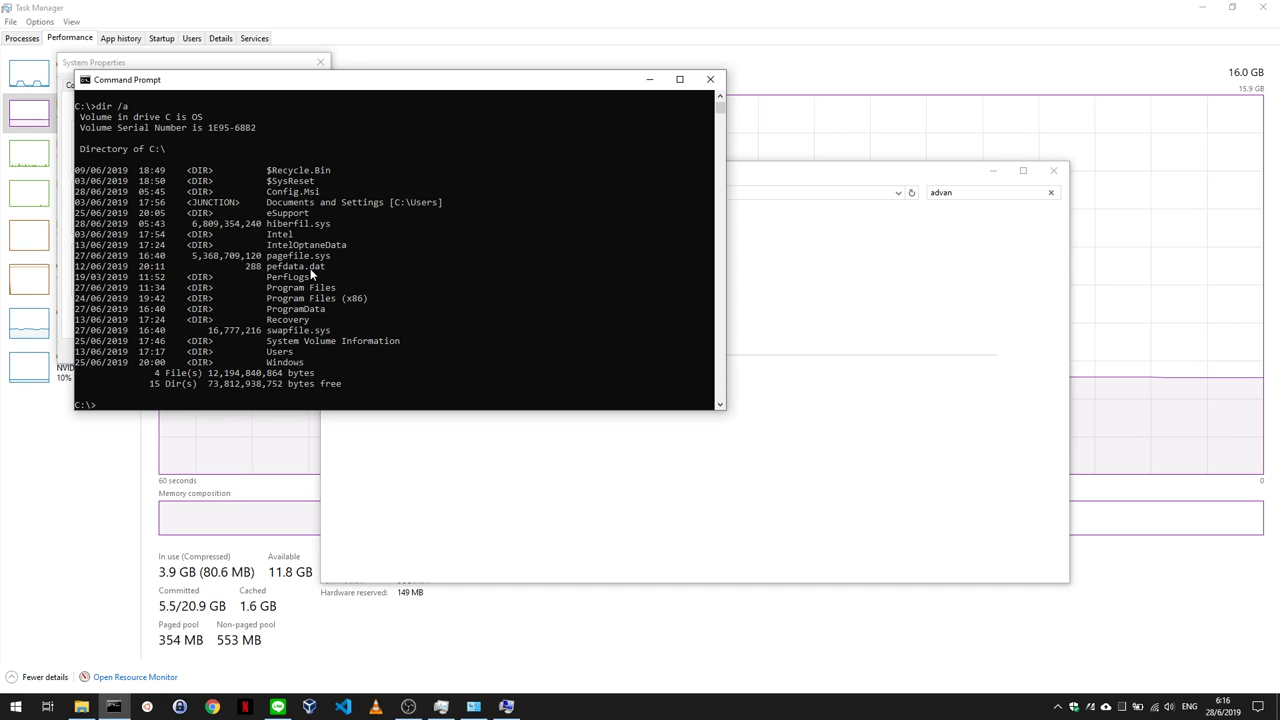 Task Manager
File Options View
Processes Performance App history Startup Users Details Services
System Properties
Command Prompt
16.0 GB
15.9 GB
C:\>dir /a
Volume in drive C is OS
Volume Serial Number is 1E95-68B2
Directory of C:\
09/06/2019 18:49 <DIR> $Recycle.Bin
03/06/2019 18:50 <DIR> $SysReset
28/06/2019 05:45 <DIR> Config.Msi
03/06/2019 17:56 <JUNCTION> Documents and Settings [C:\Users]
25/06/2019 20:05 <DIR> eSupport
28/06/2019 05:43 6,809,354,240 hiberfil.sys
03/06/2019 17:54 <DIR> Intel
13/06/2019 17:24 <DIR> IntelOptaneData
27/06/2019 16:40 5,368,709,120 pagefile.sys
12/06/2019 20:11 288 pefdata.dat
19/03/2019 11:52 <DIR> PerfLogs
27/06/2019 11:34 <DIR> Program Files
24/06/2019 19:42 <DIR> Program Files (x86)
27/06/2019 16:40 <DIR> ProgramData
13/06/2019 17:24 <DIR> Recovery
27/06/2019 16:40 16,777,216 swapfile.sys
25/06/2019 17:46 <DIR> System Volume Information
13/06/2019 17:17 <DIR> Users
25/06/2019 20:00 <DIR> Windows
4 File(s) 12,194,840,864 bytes
15 Dir(s) 73,812,938,752 bytes free
C:\>
advan
10%
60 seconds
0
Memory composition
In use (Compressed) Available
3.9 GB (80.6 MB) 11.8 GB
Committed Cached
5.5/20.9 GB 1.6 GB
Hardware reserved: 149 MB
Paged pool Non-paged pool
354 MB 553 MB
Fewer details Open Resource Monitor
ENG
6:16
28/6/2019